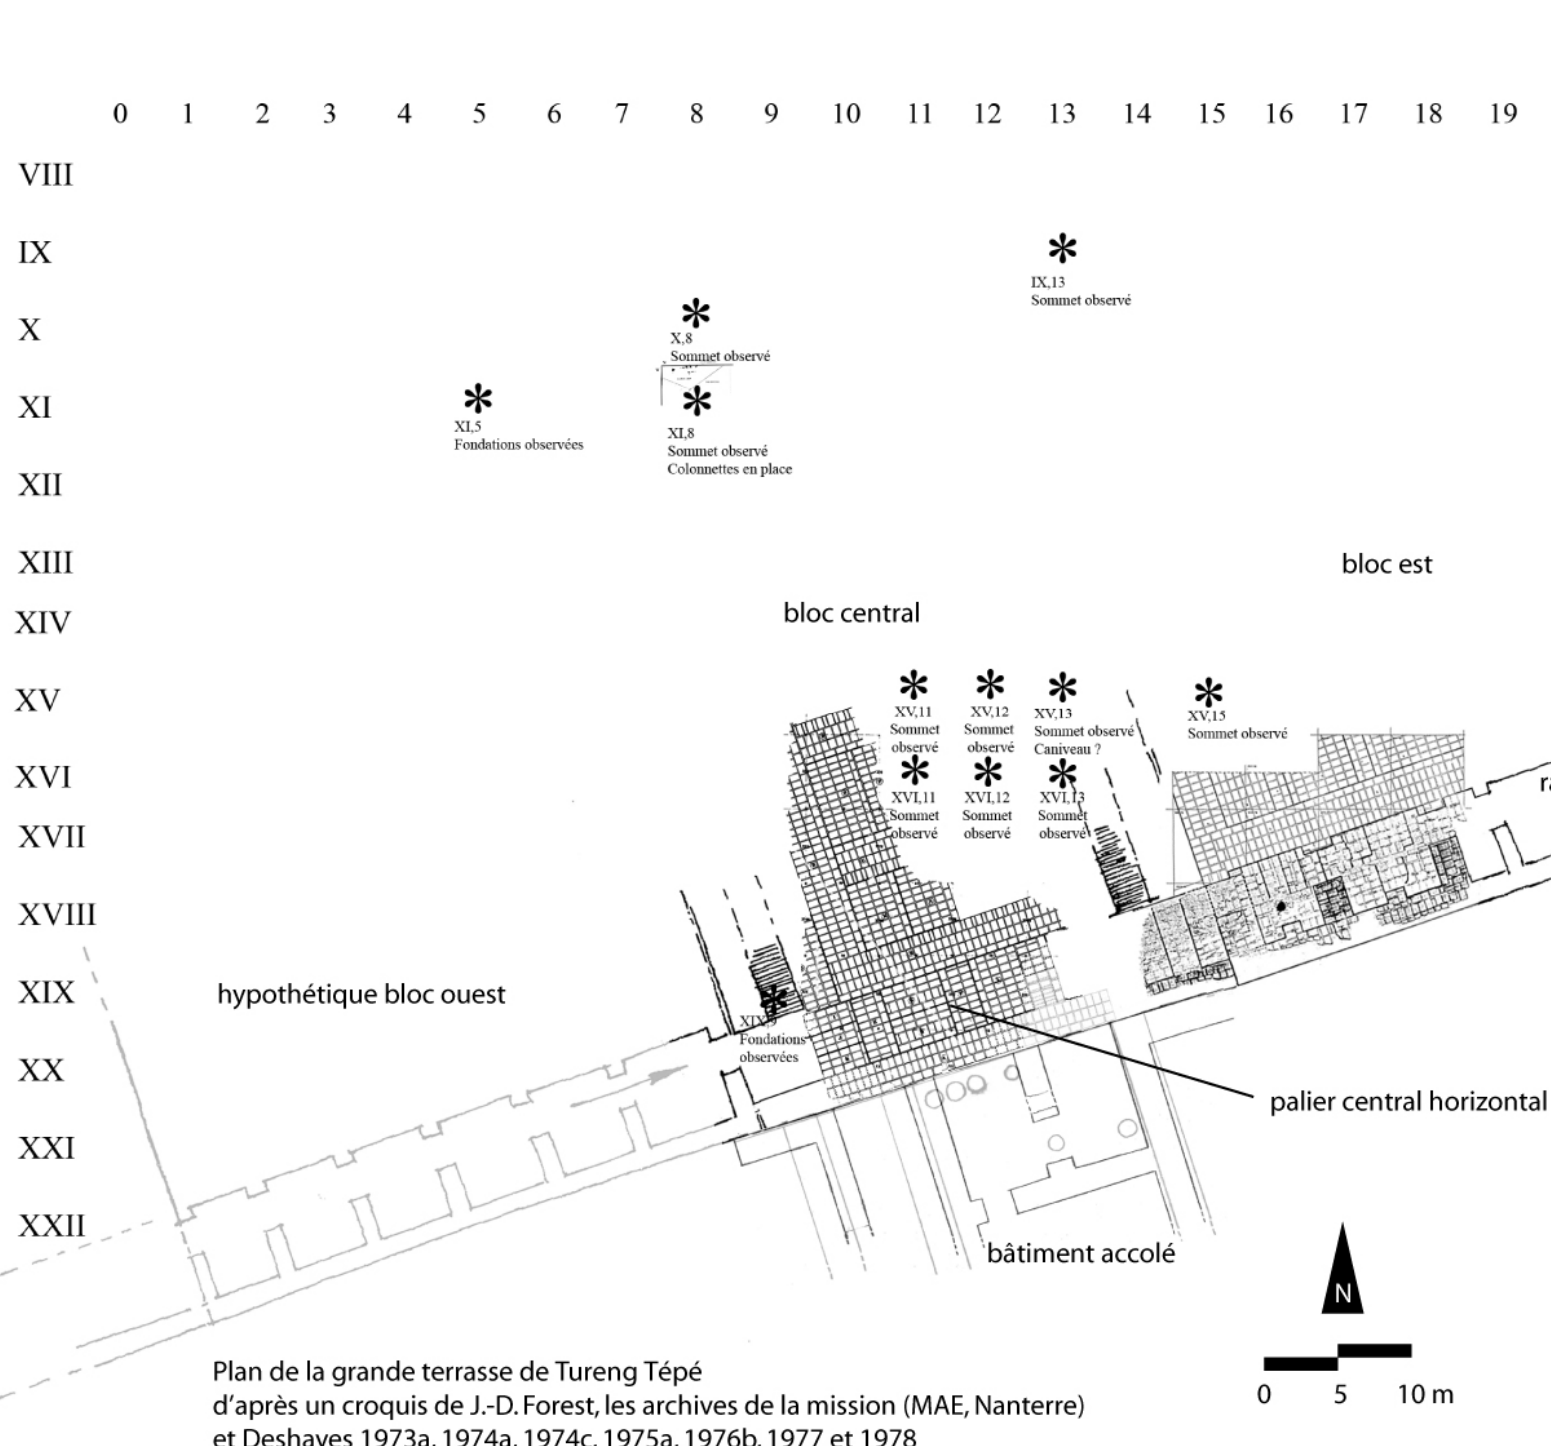 0 1 2 3 4 5 6 7 8 9 10 11 12 13 14 15 16 17 18 19
VIII
IX
IX,13
Sommet observé
X
X,8
Sommet observé
XI
XI,5
Fondations observées
XI,8
Sommet observé
Colonnettes en place
XII
XIII
bloc est
XIV
bloc central
XV
XV,11
Sommet
observé
XV,12
Sommet
observé
XV,13
Sommet observé
Caniveau ?
XV,15
Sommet observé
XVI
XVI,11
Sommet
observé
XVI,12
Sommet
observé
XVI,13
Sommet
observé
XVII
XVIII
XIX
hypothétique bloc ouest
XIX,9
Fondations
observées
XX
palier central horizontal
XXI
XXII
bâtiment accolé
N
0 5 10 m
Plan de la grande terrasse de Tureng Tépé
d'après un croquis de J.-D. Forest, les archives de la mission (MAE, Nanterre)
et Deshayes 1973a, 1974a, 1974c, 1975a, 1976b, 1977 et 1978